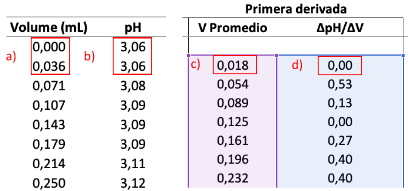 Primera derivada
Volume (mL) pH V Promedio ΔpH/ΔV
a) 0,000 b) 3,06
0,036 3,06 c) 0,018 d) 0,00
0,071 3,08 0,054 0,53
0,107 3,09 0,089 0,13
0,143 3,09 0,125 0,00
0,179 3,09 0,161 0,27
0,214 3,11 0,196 0,40
0,250 3,12 0,232 0,40